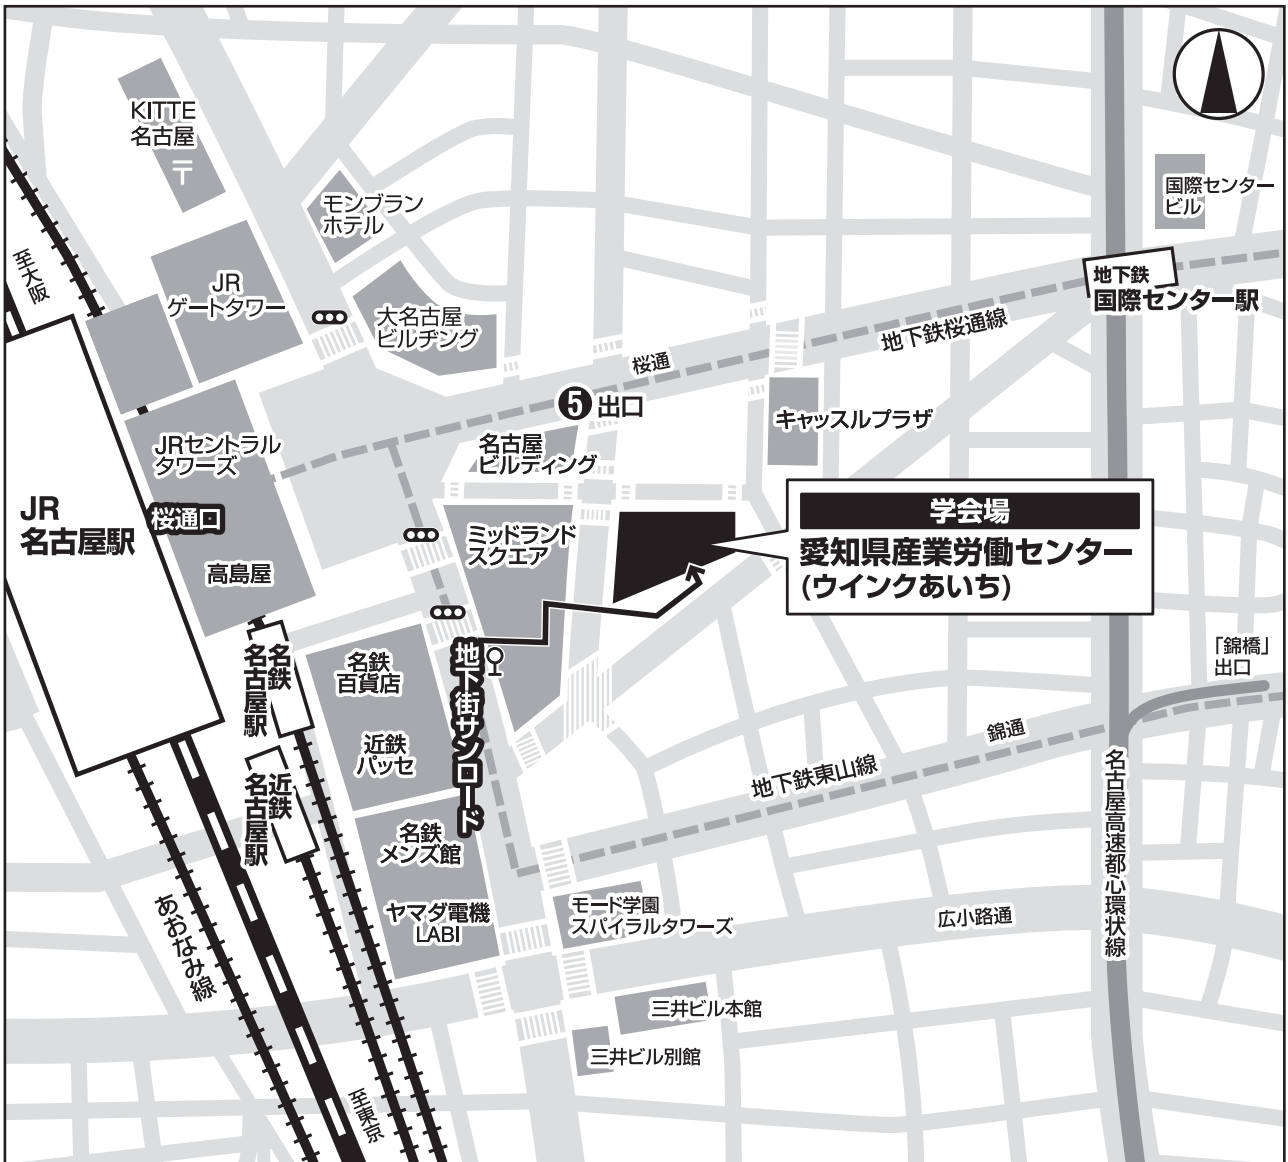 KITTE
名古屋
〒
モンブラン
ホテル
国際センター
ビル
至大阪
JR
ゲートタワー
大名古屋
ビルヂング
地下鉄
国際センター駅
地下鉄桜通線
桜通
5 出口
キャッスルプラザ
JRセントラル
タワーズ
名古屋
ビルディング
JR
名古屋駅
桜通口
ミッドランド
スクエア
学会場
愛知県産業労働センター
(ウインクあいち)
高島屋
名鉄
名古屋駅
名鉄
百貨店
地下街サンロード
「錦橋」
出口
近鉄
パッセ
近鉄
名古屋駅
錦通
地下鉄東山線
名古屋高速都心環状線
名鉄
メンズ館
ヤマダ電機
LABI
モード学園
スパイラルタワーズ
広小路通
あおなみ線
三井ビル本館
三井ビル別館
至東京